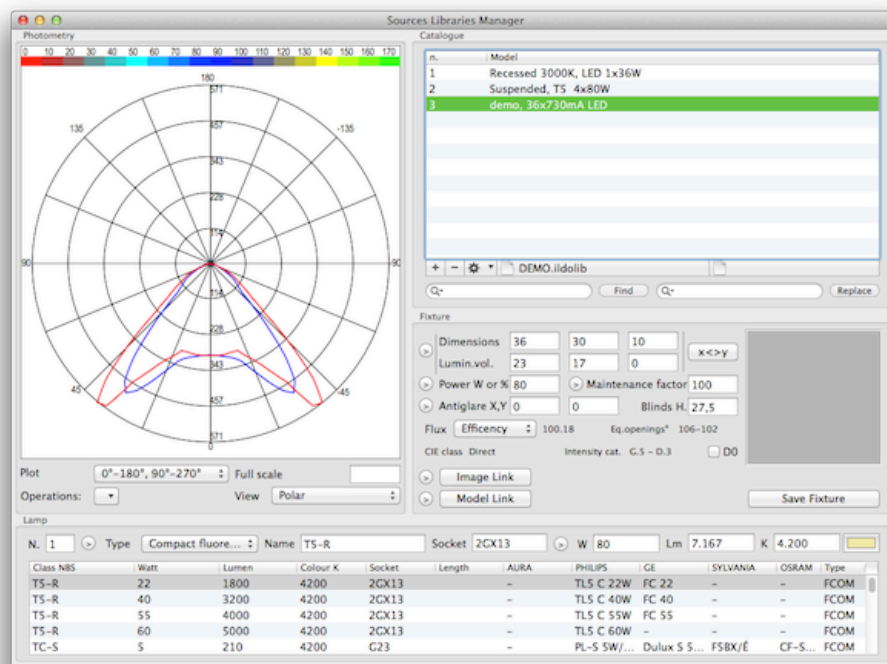 Sources Libraries Manager
Photometry
0 10 20 30 40 50 60 70 80 90 100 110 120 130 140 150 160 170
180
571
135 -135
457
343
228
114
90 -90
114
228
343
45 -45
457
571
0
Plot 0°-180°, 90°-270° Full scale
Operations: View Polar
Catalogue
n. Model
1 Recessed 3000K, LED 1x36W
2 Suspended, T5 4x80W
3 demo, 36x730mA LED
+ - DEMO.ildolib
Find Replace
Fixture
Dimensions 36 30 10
x<>y
Lumin.vol. 23 17 0
> Power W or % 80 > Maintenance factor 100
> Antiglare X,Y 0 0 Blinds H. 27,5
Flux Efficency 100.18 Eq.openings° 106-102
CIE class Direct Intensity cat. G.5 - D.3 D0
> Image Link
> Model Link Save Fixture
Lamp
N. 1 > Type Compact fluore... Name T5-R Socket 2GX13 > W 80 Lm 7.167 K 4.200
Class NBS Watt Lumen Colour K Socket Length AURA PHILIPS GE SYLVANIA OSRAM Type
T5-R 22 1800 4200 2GX13 - TL5 C 22W FC 22 - - FCOM
T5-R 40 3200 4200 2GX13 - TL5 C 40W FC 40 - - FCOM
T5-R 55 4000 4200 2GX13 - TL5 C 55W FC 55 - - FCOM
T5-R 60 5000 4200 2GX13 - TL5 C 60W - - - FCOM
TC-S 5 210 4200 G23 - PL-S 5W/... Dulux S 5... F5BX/É CF-S... FCOM